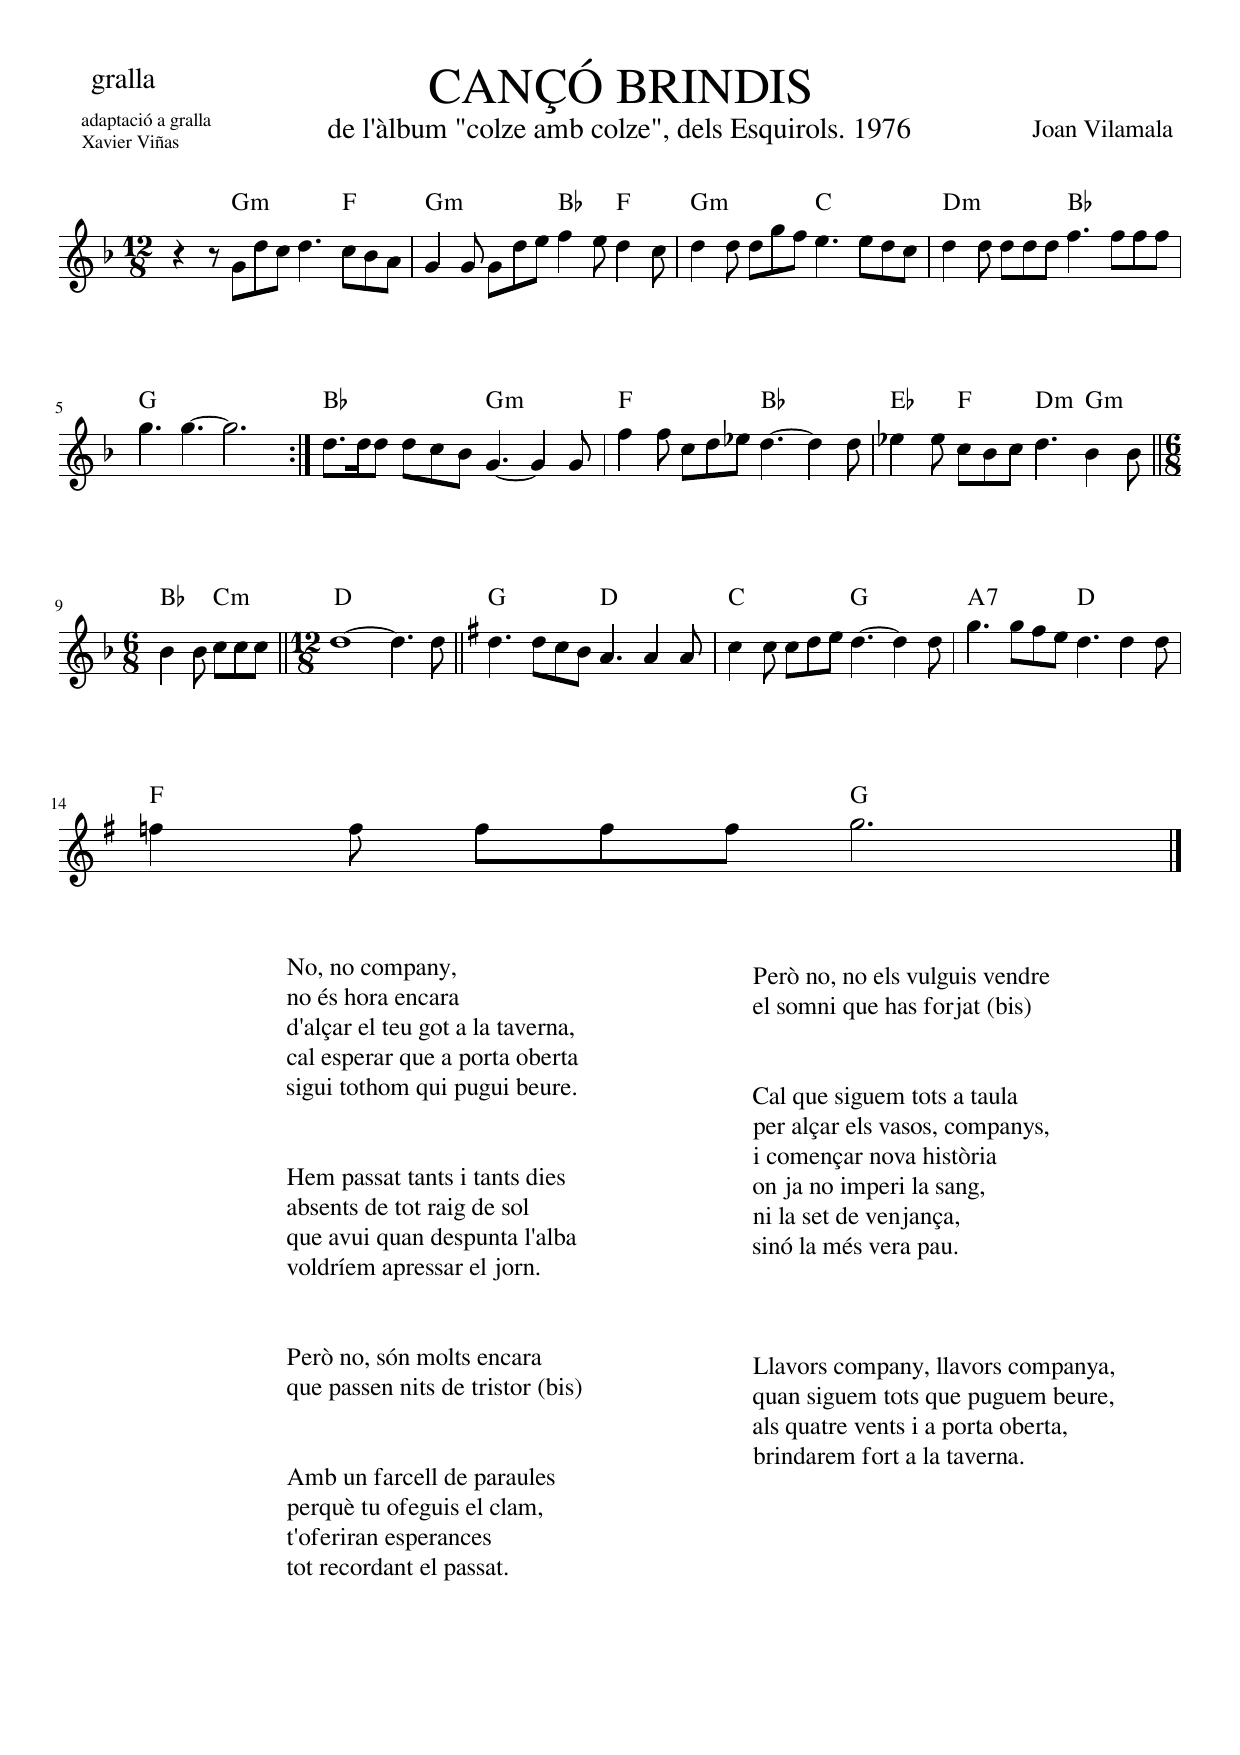 gralla
CANÇÓ BRINDIS
adaptació a gralla
Xavier Viñas
de l'àlbum "colze amb colze", dels Esquirols. 1976
Joan Vilamala
Gm F Gm B♭ F Gm C Dm B♭
12
8
5
G B♭ Gm F B♭ E♭ F Dm Gm
6
8
9
B♭ Cm D G D C G A7 D
6
8
12
8
14
F G
No, no company,
no és hora encara
d'alçar el teu got a la taverna,
cal esperar que a porta oberta
sigui tothom qui pugui beure.
Hem passat tants i tants dies
absents de tot raig de sol
que avui quan despunta l'alba
voldríem apressar el jorn.
Però no, són molts encara
que passen nits de tristor (bis)
Amb un farcell de paraules
perquè tu ofeguis el clam,
t'oferiran esperances
tot recordant el passat.
Però no, no els vulguis vendre
el somni que has forjat (bis)
Cal que siguem tots a taula
per alçar els vasos, companys,
i començar nova història
on ja no imperi la sang,
ni la set de venjança,
sinó la més vera pau.
Llavors company, llavors companya,
quan siguem tots que puguem beure,
als quatre vents i a porta oberta,
brindarem fort a la taverna.